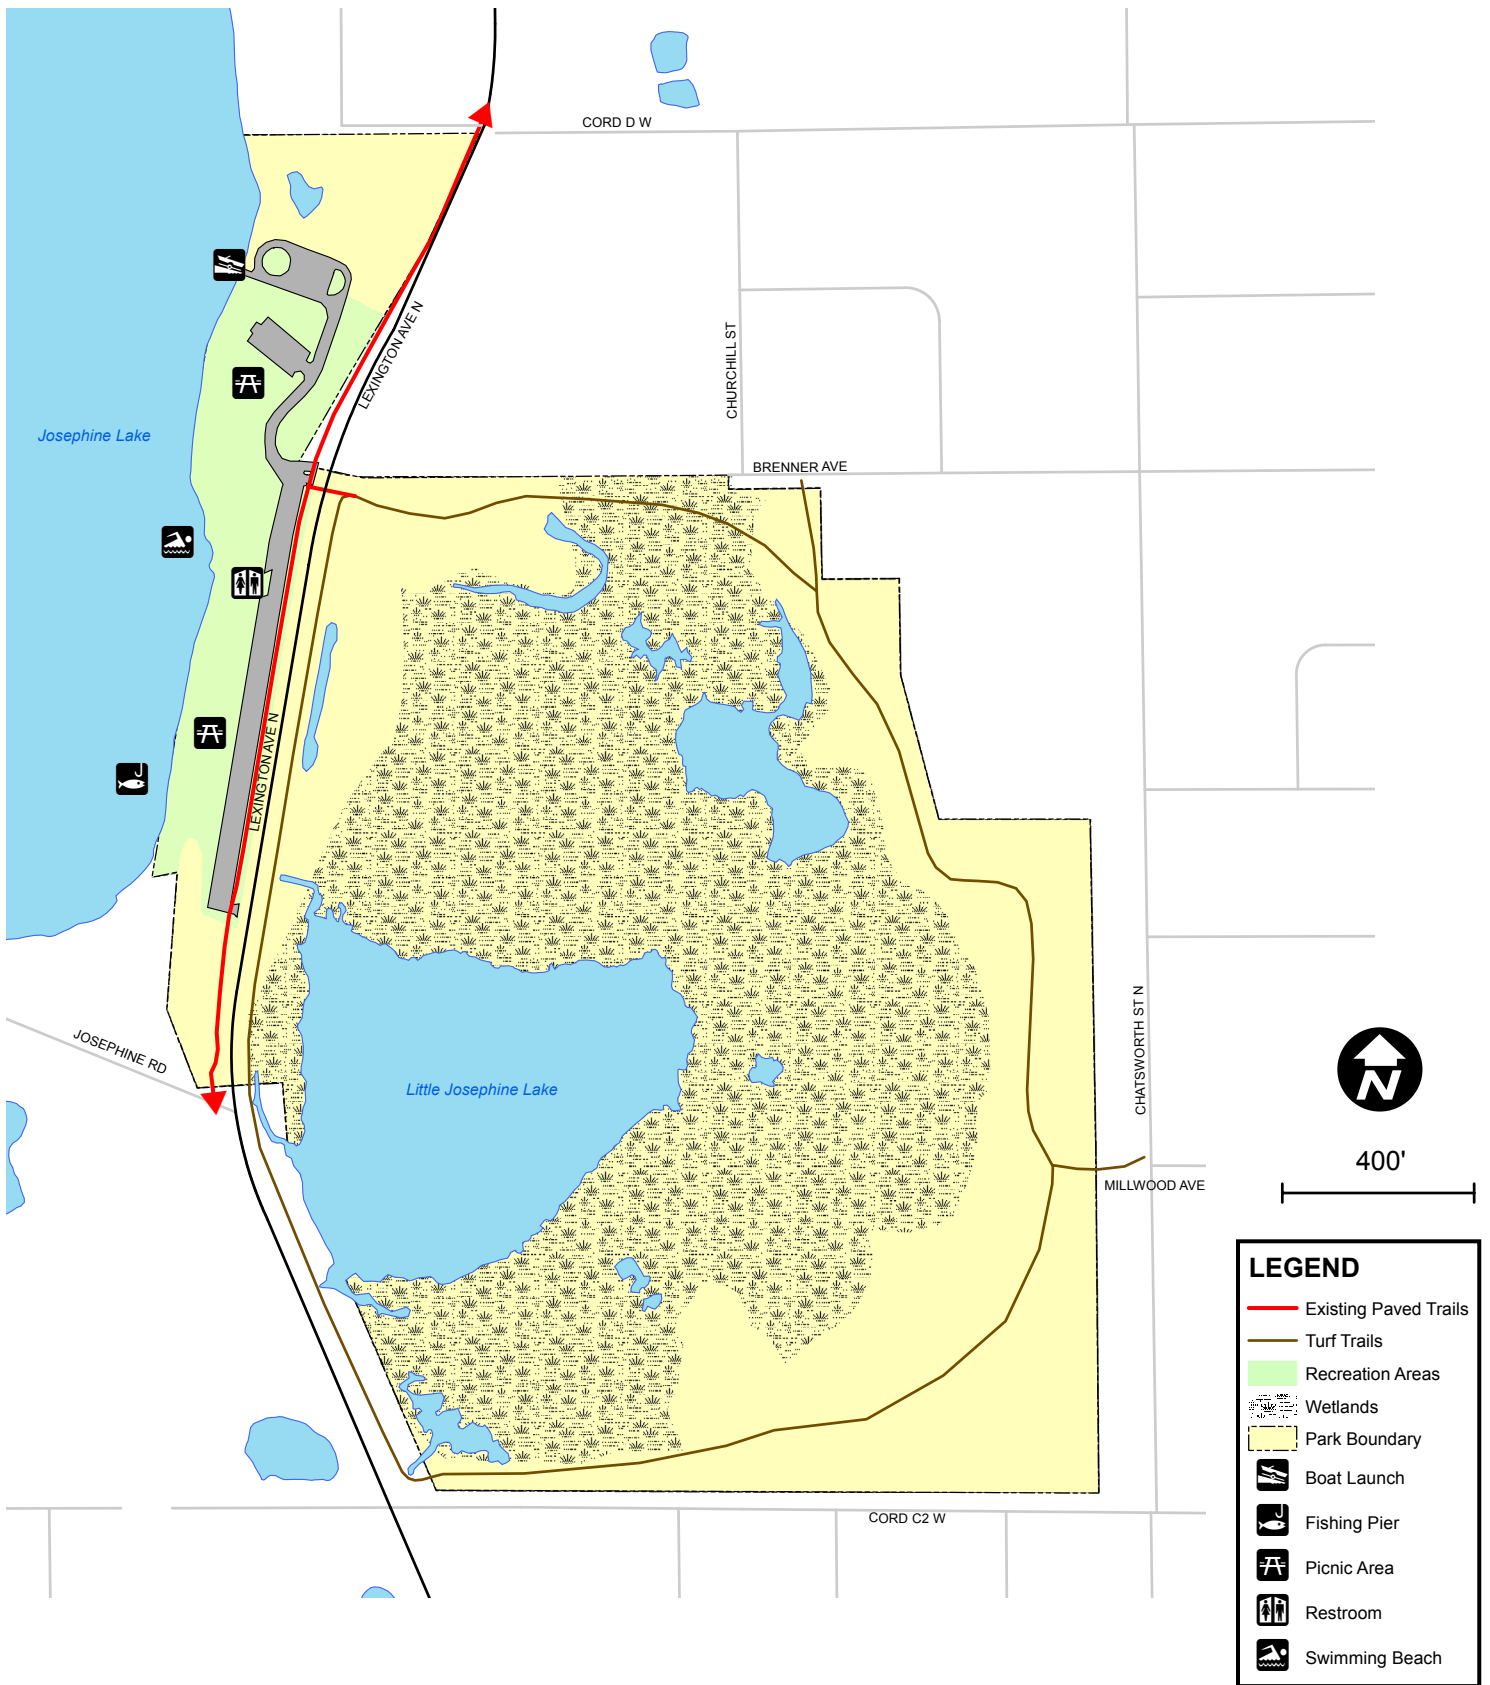 CORD D W
LEXINGTON AVE N
CHURCHILL ST
Josephine Lake
BRENNER AVE
LEXINGTON AVE N
JOSEPHINE RD
Little Josephine Lake
CHATSWORTH ST N
N
400'
MILLWOOD AVE
CORD C2 W
LEGEND
Existing Paved Trails
Turf Trails
Recreation Areas
Wetlands
Park Boundary
Boat Launch
Fishing Pier
Picnic Area
Restroom
Swimming Beach